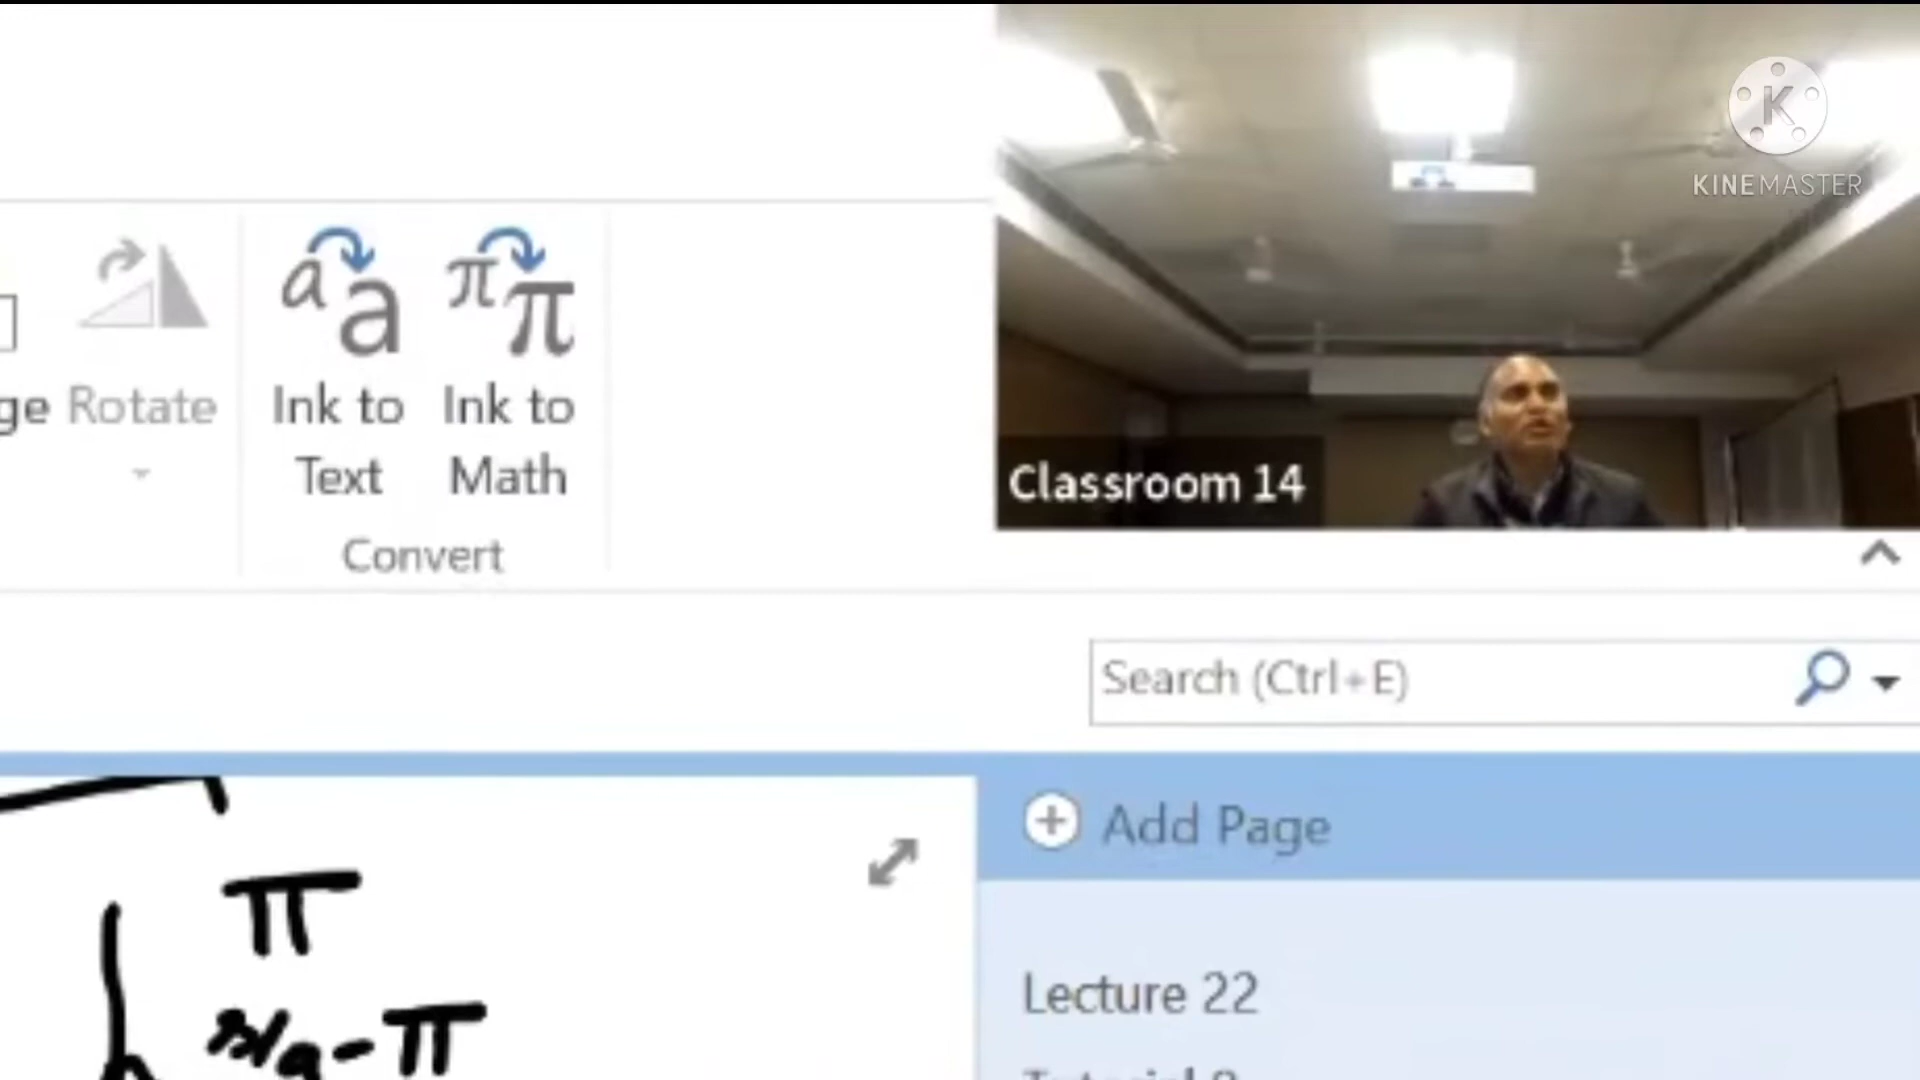 KINEMASTER
ge Rotate
Ink to Text
Ink to Math
Convert
Classroom 14
Search (Ctrl+E)
Add Page
π
Lecture 22
- π